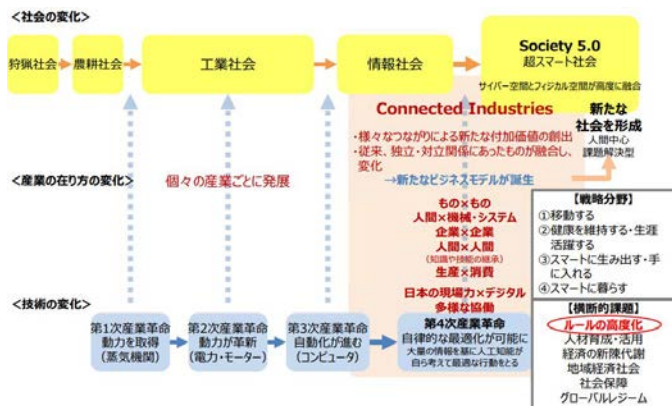 <社会の変化>
狩猟社会
農耕社会
工業社会
情報社会
Society 5.0
超スマート社会
サイバー空間とフィジカル空間が高度に融合
Connected Industries
・様々なつながりによる新たな付加価値の創出
・従来、独立・対立関係にあったものが融合し、
変化
→新たなビジネスモデルが誕生
新たな
社会を形成
人間中心
課題解決型
<産業の在り方の変化>
個々の産業ごとに発展
もの×もの
人間×機械・システム
企業×企業
人間×人間
(知識や技能の継承)
生産×消費
日本の現場力×デジタル
多様な協働
【戦略分野】
①移動する
②健康を維持する・生涯
活躍する
③スマートに生み出す・手
に入れる
④スマートに暮らす
<技術の変化>
第1次産業革命
動力を取得
(蒸気機関)
第2次産業革命
動力が革新
(電力・モーター)
第3次産業革命
自動化が進む
(コンピュータ)
第4次産業革命
自律的な最適化が可能に
大量の情報を基に人工知能が
自ら考えて最適な行動をとる
【横断的課題】
ルールの高度化
人材育成・活用
経済の新陳代謝
地域経済社会
社会保障
グローバルレジーム